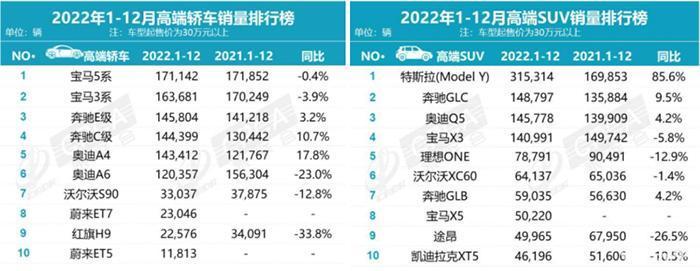 2022年1-12月高端轿车销量排行榜
单位：辆 注：车型起售价为30万元以上
NO• 高端轿车 2022.1-12 2021.1-12 同比
1 宝马5系 171,142 171,852 -0.4%
2 宝马3系 163,681 170,249 -3.9%
3 奔驰E级 145,804 141,218 3.2%
4 奔驰C级 144,399 130,442 10.7%
5 奥迪A4 143,412 121,767 17.8%
6 奥迪A6 120,357 156,304 -23.0%
7 沃尔沃S90 33,037 37,875 -12.8%
8 蔚来ET7 23,046 - -
9 红旗H9 22,576 34,091 -33.8%
10 蔚来ET5 11,813 - -
2022年1-12月高端SUV销量排行榜
单位：辆 注：车型起售价为30万元以上
NO• 高端SUV 2022.1-12 2021.1-12 同比
1 特斯拉(Model Y) 315,314 169,853 85.6%
2 奔驰GLC 148,797 135,884 9.5%
3 奥迪Q5 145,778 139,909 4.2%
4 宝马X3 140,991 149,742 -5.8%
5 理想ONE 78,791 90,491 -12.9%
6 沃尔沃XC60 64,137 65,036 -1.4%
7 奔驰GLB 59,035 56,630 4.2%
8 宝马X5 50,220 - -
9 途昂 49,965 67,950 -26.5%
10 凯迪拉克XT5 46,196 51,606 -10.5%